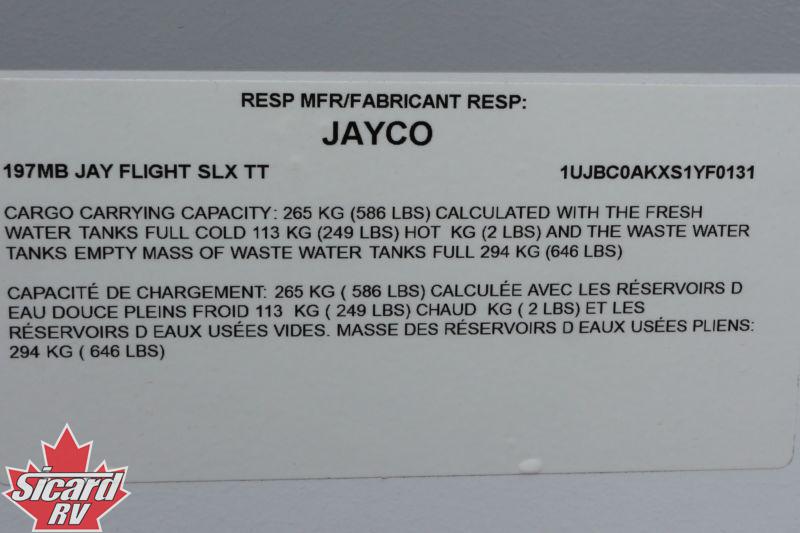 RESP MFR/FABRICANT RESP:
JAYCO
197MB JAY FLIGHT SLX TT 1UJBC0AKXS1YF0131
CARGO CARRYING CAPACITY: 265 KG (586 LBS) CALCULATED WITH THE FRESH
WATER TANKS FULL COLD 113 KG (249 LBS) HOT KG (2 LBS) AND THE WASTE WATER
TANKS EMPTY MASS OF WASTE WATER TANKS FULL 294 KG (646 LBS)
CAPACITÉ DE CHARGEMENT: 265 KG ( 586 LBS) CALCULÉE AVEC LES RÉSERVOIRS D
EAU DOUCE PLEINS FROID 113 KG ( 249 LBS) CHAUD KG ( 2 LBS) ET LES
RÉSERVOIRS D EAUX USÉES VIDES. MASSE DES RÉSERVOIRS D EAUX USÉES PLIENS:
294 KG ( 646 LBS)
Sicard
RV